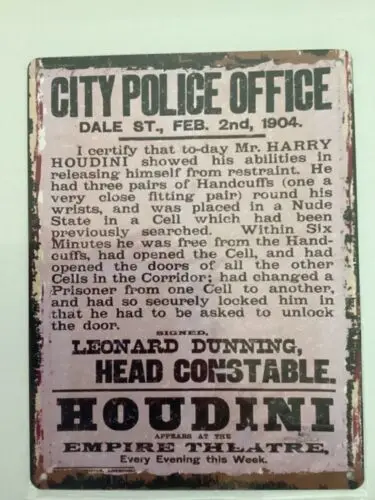 CITY POLICE OFFICE
DALE ST., FEB. 2nd, 1904.
I certify that to-day Mr. HARRY
HOUDINI showed his abilities in
releasing himself from restraint. He
had three pairs of Handcuffs (one a
very close fitting pair) round his
wrists, and was placed in a Nude
State in a Cell which had been
previously searched. Within Six
Minutes he was free from the Hand-
cuffs, had opened the Cell, and had
opened the doors of all the other
Cells in the Corridor; had changed a
Prisoner from one Cell to another,
and had so securely locked him in
that he had to be asked to unlock
the door.
SIGNED,
LEONARD DUNNING,
HEAD CONSTABLE.
HOUDINI
APPEARS AT THE
EMPIRE THEATRE,
Every Evening this Week.